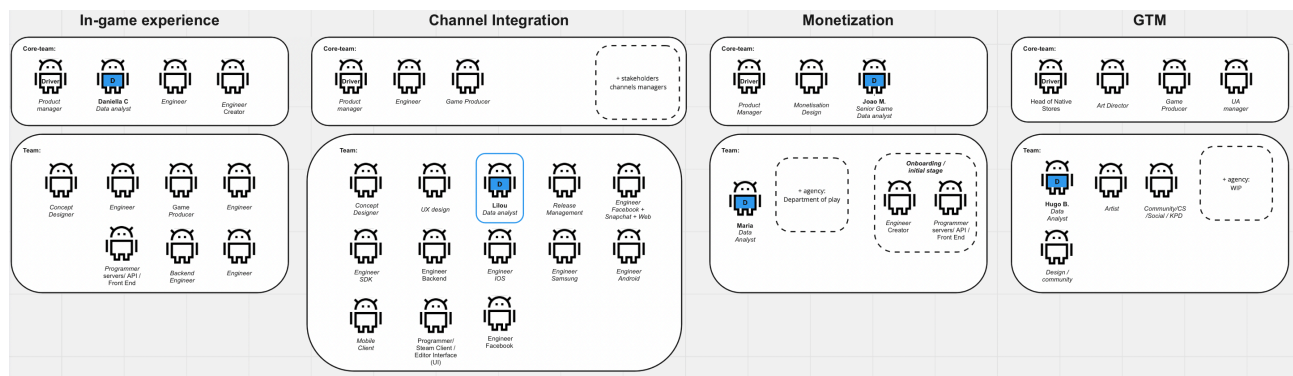 In-game experience
Core-team:
Driver
Product
manager
D
Daniella C
Data analyst
Engineer
Engineer
Creator
Team:
Concept
Designer
Engineer
Game
Producer
Engineer
Programmer
servers/ API /
Front End
Backend
Engineer
Engineer
Channel Integration
Core-team:
Driver
Product
manager
Engineer
Game Producer
+ stakeholders
channels managers
Team:
Concept
Designer
UX design
D
Lilou
Data analyst
Release
Management
Engineer
Facebook +
Snapchat + Web
Engineer
SDK
Engineer
Backend
Engineer
IOS
Engineer
Samsung
Engineer
Android
Mobile
Client
Programmer/
Steam Client /
Editor Interface
(UI)
Engineer
Facebook
Monetization
Core-team:
Driver
Product
Manager
Monetisation
Design
D
Joao M.
Senior Game
Data analyst
Team:
D
Maria
Data
Analyst
+ agency:
Department of play
Onboarding /
initial stage
Engineer
Creator
Programmer
servers/ API /
Front End
GTM
Core-team:
Driver
Head of Native
Stores
Art Director
Game
Producer
UA
manager
Team:
D
Hugo B.
Data
Analyst
Artist
Community/CS
/Social / KPD
+ agency:
WIP
Design /
community